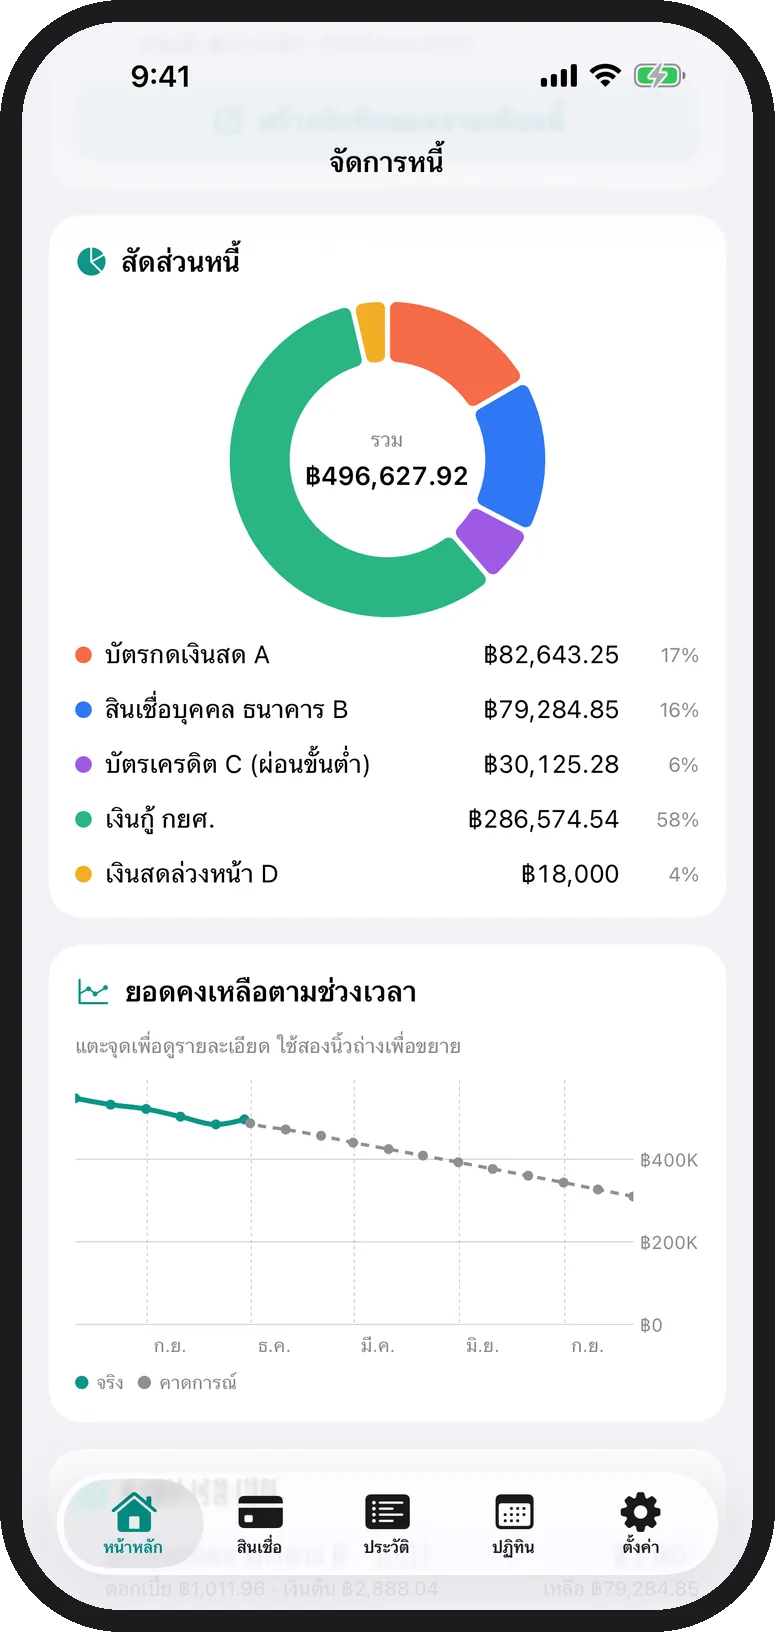 9:41
จัดการหนี้
สัดส่วนหนี้
รวม
฿496,627.92
บัตรกดเงินสด A ฿82,643.25 17%
สินเชื่อบุคคล ธนาคาร B ฿79,284.85 16%
บัตรเครดิต C (ผ่อนขั้นต่ำ) ฿30,125.28 6%
เงินกู้ กยศ. ฿286,574.54 58%
เงินสดล่วงหน้า D ฿18,000 4%
ยอดคงเหลือตามช่วงเวลา
แตะจุดเพื่อดูรายละเอียด ใช้สองนิ้วถ่างเพื่อขยาย
฿400K
฿200K
฿0
ก.ย. ธ.ค. มี.ค. มิ.ย. ก.ย.
จริง คาดการณ์
หน้าหลัก สินเชื่อ ประวัติ ปฏิทิน ตั้งค่า
ดอกเบี้ย ฿1,011.96 · เงินต้น ฿2,888.04 เหลือ ฿79,284.85